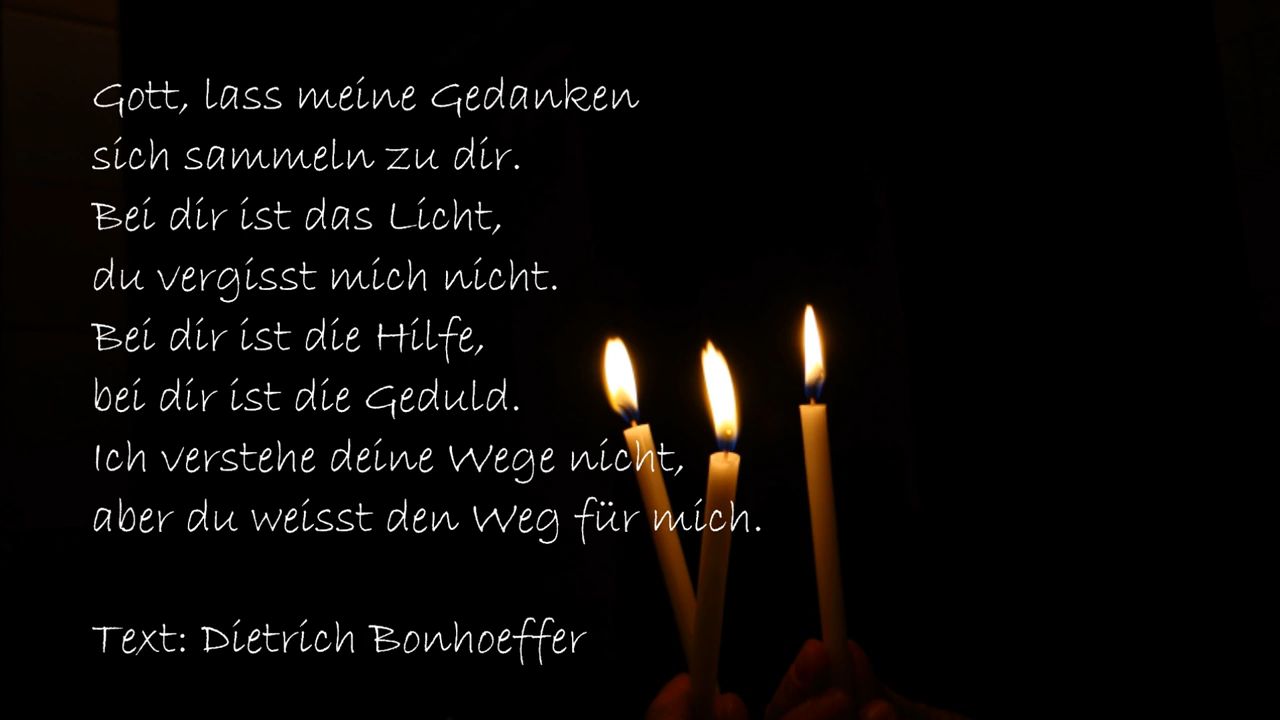 Gott, lass meine Gedanken
sich sammeln zu dir.
Bei dir ist das Licht,
du vergisst mich nicht.
Bei dir ist die Hilfe,
bei dir ist die Geduld.
Ich verstehe deine Wege nicht,
aber du weisst den Weg für mich.
Text: Dietrich Bonhoeffer